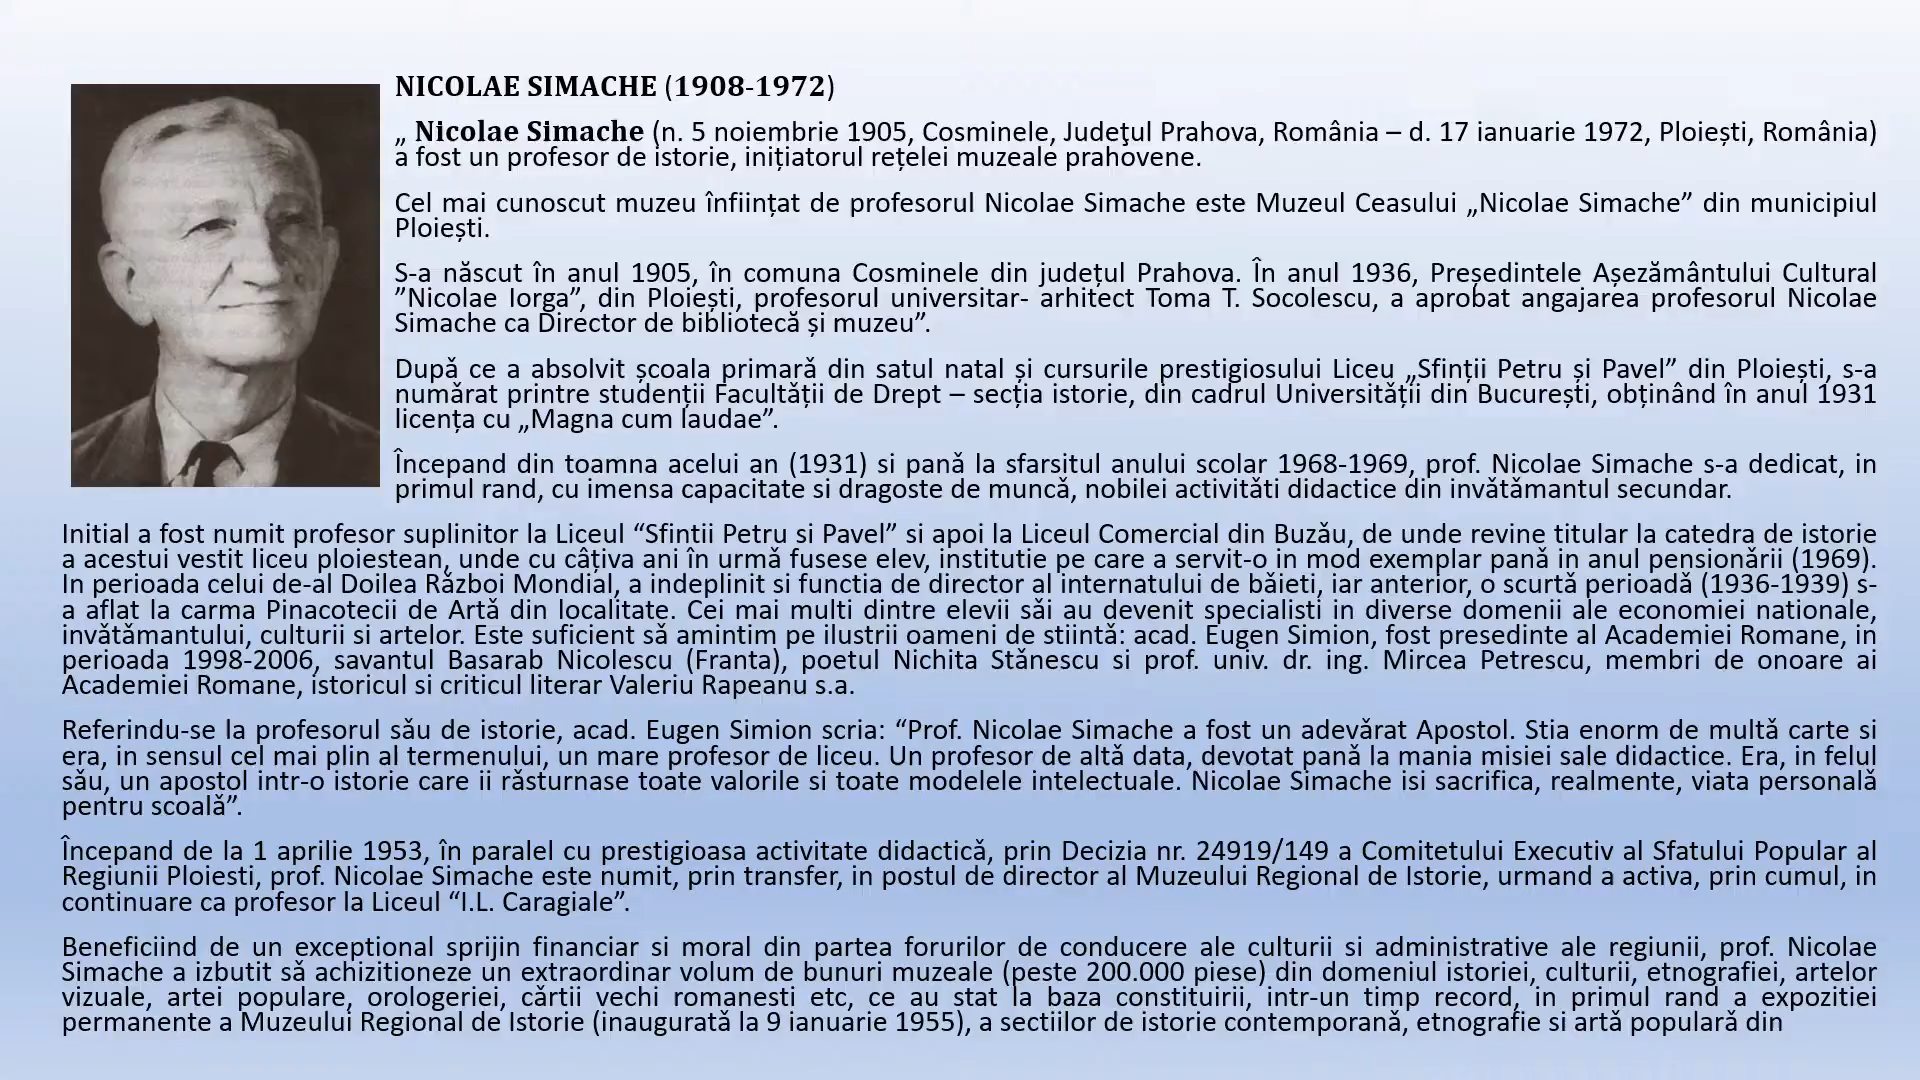 NICOLAE SIMACHE (1908-1972)
„ Nicolae Simache (n. 5 noiembrie 1905, Cosminele, Judeţul Prahova, România – d. 17 ianuarie 1972, Ploiești, România)
a fost un profesor de istorie, inițiatorul rețelei muzeale prahovene.
Cel mai cunoscut muzeu înființat de profesorul Nicolae Simache este Muzeul Ceasului „Nicolae Simache” din municipiul
Ploiești.
S-a născut în anul 1905, în comuna Cosminele din județul Prahova. În anul 1936, Președintele Așezământului Cultural
”Nicolae Iorga”, din Ploiești, profesorul universitar- arhitect Toma T. Socolescu, a aprobat angajarea profesorul Nicolae
Simache ca Director de bibliotecă și muzeu”.
După ce a absolvit școala primară din satul natal și cursurile prestigiosului Liceu „Sfinții Petru și Pavel” din Ploiești, s-a
numărat printre studenții Facultății de Drept – secția istorie, din cadrul Universității din București, obținând în anul 1931
licența cu „Magna cum laudae”.
Începand din toamna acelui an (1931) si pană la sfarsitul anului scolar 1968-1969, prof. Nicolae Simache s-a dedicat, in
primul rand, cu imensa capacitate si dragoste de muncă, nobilei activităti didactice din invătămantul secundar.
Initial a fost numit profesor suplinitor la Liceul “Sfintii Petru si Pavel” si apoi la Liceul Comercial din Buzău, de unde revine titular la catedra de istorie
a acestui vestit liceu ploiestean, unde cu câțiva ani în urmă fusese elev, institutie pe care a servit-o in mod exemplar pană in anul pensionării (1969).
In perioada celui de-al Doilea Război Mondial, a indeplinit si functia de director al internatului de băieti, iar anterior, o scurtă perioadă (1936-1939) s-
a aflat la carma Pinacotecii de Artă din localitate. Cei mai multi dintre elevii săi au devenit specialisti in diverse domenii ale economiei nationale,
invătămantului, culturii si artelor. Este suficient să amintim pe ilustrii oameni de stiintă: acad. Eugen Simion, fost presedinte al Academiei Romane, in
perioada 1998-2006, savantul Basarab Nicolescu (Franta), poetul Nichita Stănescu si prof. univ. dr. ing. Mircea Petrescu, membri de onoare ai
Academiei Romane, istoricul si criticul literar Valeriu Rapeanu s.a.
Referindu-se la profesorul său de istorie, acad. Eugen Simion scria: “Prof. Nicolae Simache a fost un adevărat Apostol. Stia enorm de multă carte si
era, in sensul cel mai plin al termenului, un mare profesor de liceu. Un profesor de altă data, devotat pană la mania misiei sale didactice. Era, in felul
său, un apostol intr-o istorie care ii răsturnase toate valorile si toate modelele intelectuale. Nicolae Simache isi sacrifica, realmente, viata personală
pentru scoală”.
Începand de la 1 aprilie 1953, în paralel cu prestigioasa activitate didactică, prin Decizia nr. 24919/149 a Comitetului Executiv al Sfatului Popular al
Regiunii Ploiesti, prof. Nicolae Simache este numit, prin transfer, in postul de director al Muzeului Regional de Istorie, urmand a activa, prin cumul, in
continuare ca profesor la Liceul “I.L. Caragiale”.
Beneficiind de un exceptional sprijin financiar si moral din partea forurilor de conducere ale culturii si administrative ale regiunii, prof. Nicolae
Simache a izbutit să achizitioneze un extraordinar volum de bunuri muzeale (peste 200.000 piese) din domeniul istoriei, culturii, etnografiei, artelor
vizuale, artei populare, orologeriei, cărtii vechi romanesti etc, ce au stat la baza constituirii, intr-un timp record, in primul rand a expozitiei
permanente a Muzeului Regional de Istorie (inaugurată la 9 ianuarie 1955), a sectiilor de istorie contemporană, etnografie si artă populară din